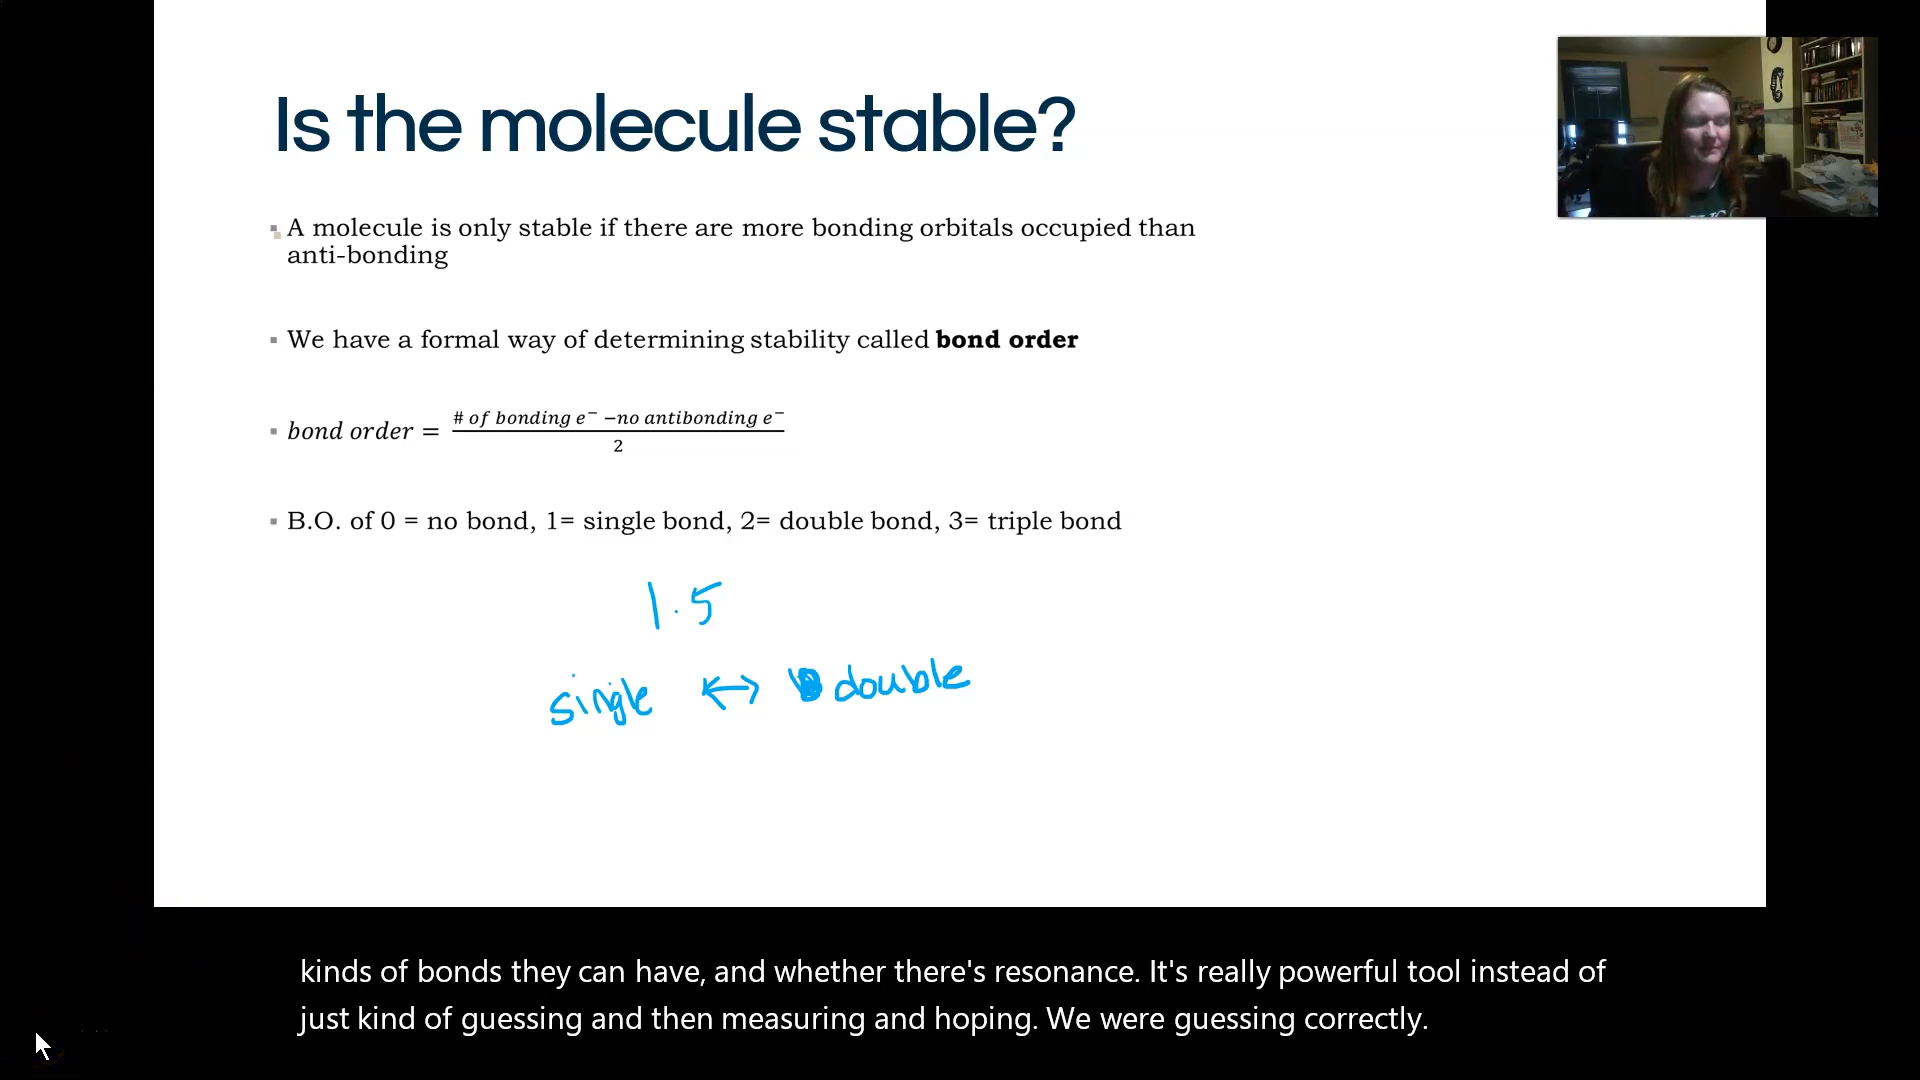 Is the molecule stable?
▪ A molecule is only stable if there are more bonding orbitals occupied than
anti-bonding
▪ We have a formal way of determining stability called bond order
▪ bond order = # of bonding e⁻ −no antibonding e⁻ / 2
▪ B.O. of 0 = no bond, 1= single bond, 2= double bond, 3= triple bond
1.5
single ↔ double
kinds of bonds they can have, and whether there's resonance. It's really powerful tool instead of
just kind of guessing and then measuring and hoping. We were guessing correctly.